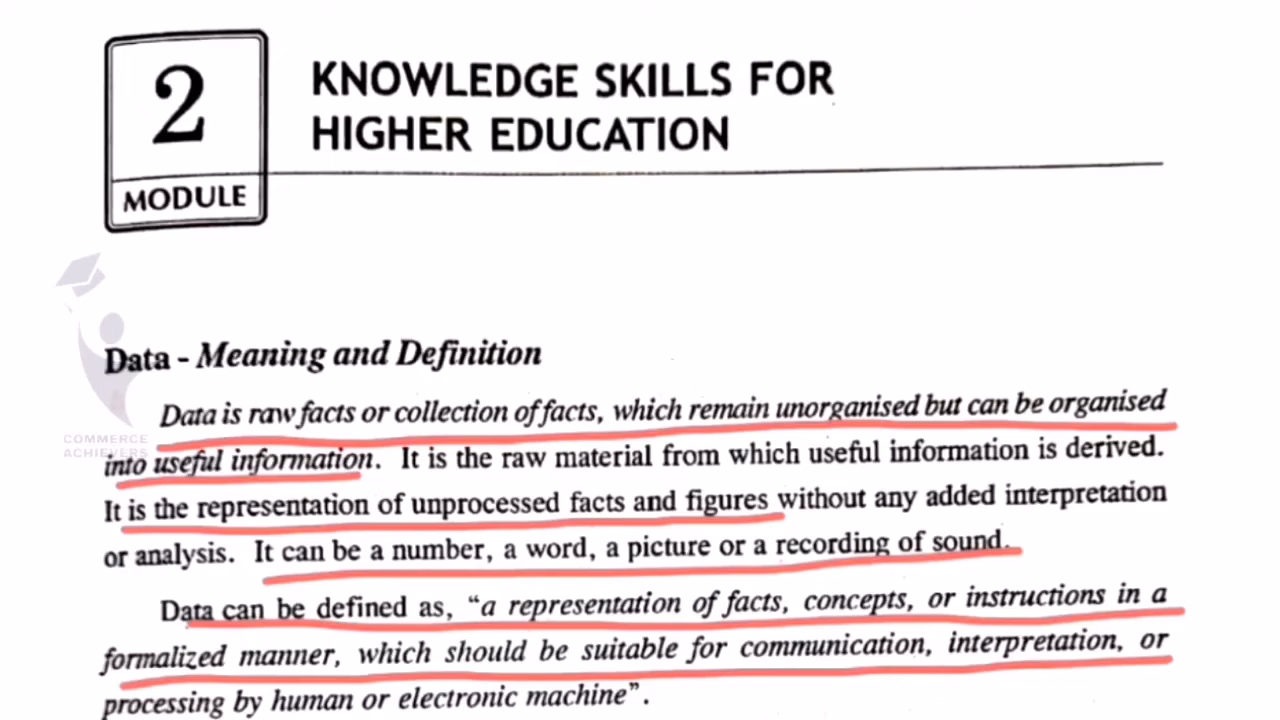 2
MODULE
KNOWLEDGE SKILLS FOR
HIGHER EDUCATION
COMMERCE
ACHIEVERS
Data - Meaning and Definition
Data is raw facts or collection of facts, which remain unorganised but can be organised
into useful information. It is the raw material from which useful information is derived.
It is the representation of unprocessed facts and figures without any added interpretation
or analysis. It can be a number, a word, a picture or a recording of sound.
Data can be defined as, “a representation of facts, concepts, or instructions in a
formalized manner, which should be suitable for communication, interpretation, or
processing by human or electronic machine”.